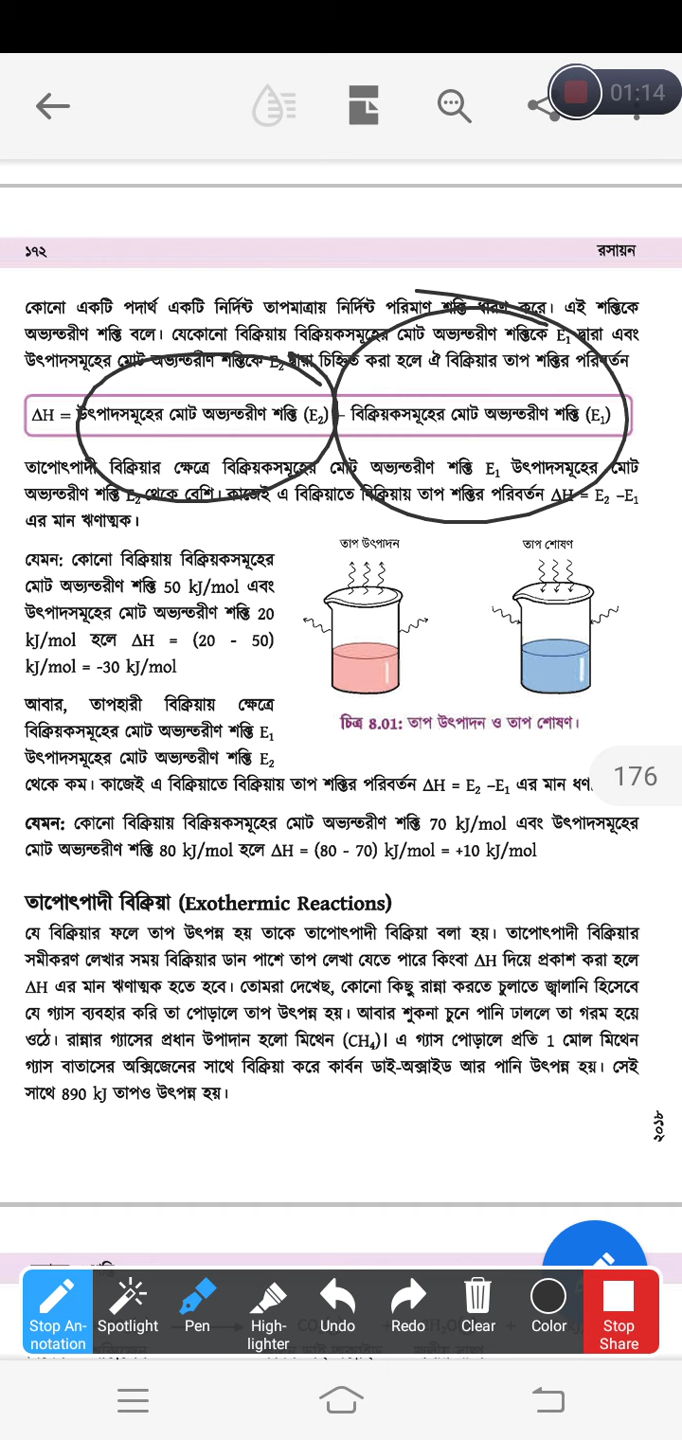 01:14
১৭২
রসায়ন
কোনো একটি পদার্থ একটি নির্দিষ্ট তাপমাত্রায় নির্দিষ্ট পরিমাণ শক্তি ধারণ করে। এই শক্তিকে
অভ্যন্তরীণ শক্তি বলে। যেকোনো বিক্রিয়ায় বিক্রিয়কসমূহের মোট অভ্যন্তরীণ শক্তিকে E₁ দ্বারা এবং
উৎপাদসমূহের মোট অভ্যন্তরীণ শক্তিকে E₂ দ্বারা চিহ্নিত করা হলে ঐ বিক্রিয়ার তাপ শক্তির পরিবর্তন
ΔH = উৎপাদসমূহের মোট অভ্যন্তরীণ শক্তি (E₂) – বিক্রিয়কসমূহের মোট অভ্যন্তরীণ শক্তি (E₁)
তাপোৎপাদী বিক্রিয়ার ক্ষেত্রে বিক্রিয়কসমূহের মোট অভ্যন্তরীণ শক্তি E₁ উৎপাদসমূহের মোট
অভ্যন্তরীণ শক্তি E₂ থেকে বেশি। কাজেই এ বিক্রিয়াতে বিক্রিয়ায় তাপ শক্তির পরিবর্তন ΔH = E₂ –E₁
এর মান ঋণাত্মক।
যেমন: কোনো বিক্রিয়ায় বিক্রিয়কসমূহের
মোট অভ্যন্তরীণ শক্তি 50 kJ/mol এবং
উৎপাদসমূহের মোট অভ্যন্তরীণ শক্তি 20
kJ/mol হলে ΔH = (20 - 50)
kJ/mol = -30 kJ/mol
তাপ উৎপাদন
তাপ শোষণ
চিত্র 8.01: তাপ উৎপাদন ও তাপ শোষণ।
আবার, তাপহারী বিক্রিয়ায় ক্ষেত্রে
বিক্রিয়কসমূহের মোট অভ্যন্তরীণ শক্তি E₁
উৎপাদসমূহের মোট অভ্যন্তরীণ শক্তি E₂
থেকে কম। কাজেই এ বিক্রিয়াতে বিক্রিয়ায় তাপ শক্তির পরিবর্তন ΔH = E₂ –E₁ এর মান
176
যেমন: কোনো বিক্রিয়ায় বিক্রিয়কসমূহের মোট অভ্যন্তরীণ শক্তি 70 kJ/mol এবং উৎপাদসমূহের
মোট অভ্যন্তরীণ শক্তি 80 kJ/mol হলে ΔH = (80 - 70) kJ/mol = +10 kJ/mol
তাপোৎপাদী বিক্রিয়া (Exothermic Reactions)
যে বিক্রিয়ার ফলে তাপ উৎপন্ন হয় তাকে তাপোৎপাদী বিক্রিয়া বলা হয়। তাপোৎপাদী বিক্রিয়ার
সমীকরণ লেখার সময় বিক্রিয়ার ডান পাশে তাপ লেখা যেতে পারে কিংবা ΔH দিয়ে প্রকাশ করা হলে
ΔH এর মান ঋণাত্মক হতে হবে। তোমরা দেখেছ, কোনো কিছু রান্না করতে চুলাতে জ্বালানি হিসেবে
যে গ্যাস ব্যবহার করি তা পোড়ালে তাপ উৎপন্ন হয়। আবার শুকনা চুনে পানি ঢাললে তা গরম হয়ে
ওঠে। রান্নার গ্যাসের প্রধান উপাদান হলো মিথেন (CH₄)। এ গ্যাস পোড়ালে প্রতি 1 মোল মিথেন
গ্যাস বাতাসের অক্সিজেনের সাথে বিক্রিয়া করে কার্বন ডাই-অক্সাইড আর পানি উৎপন্ন হয়। সেই
সাথে 890 kJ তাপও উৎপন্ন হয়।
২০১৮
Stop An-
notation
Spotlight
Pen
High-
lighter
Undo
Redo
Clear
Color
Stop
Share